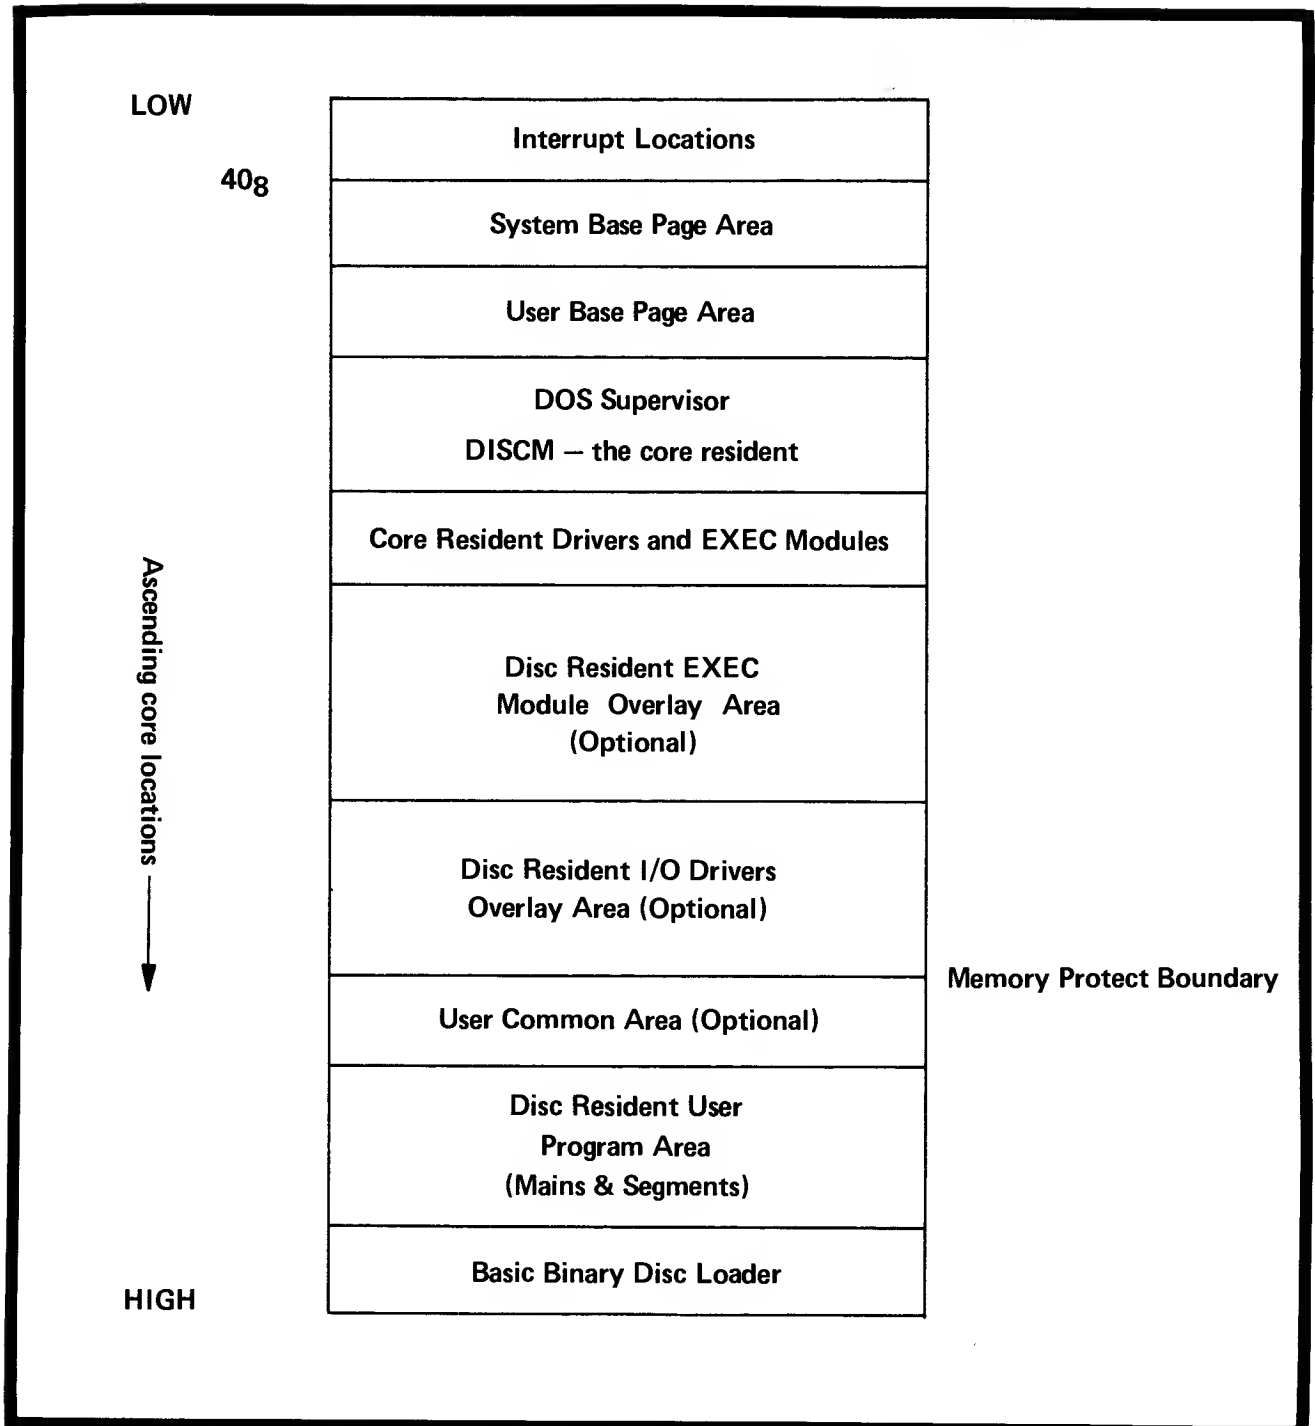 LOW
Interrupt Locations
40₈
System Base Page Area
User Base Page Area
DOS Supervisor
DISCM — the core resident
Core Resident Drivers and EXEC Modules
Ascending core locations
Disc Resident EXEC
Module Overlay Area
(Optional)
Disc Resident I/O Drivers
Overlay Area (Optional)
Memory Protect Boundary
User Common Area (Optional)
Disc Resident User
Program Area
(Mains & Segments)
Basic Binary Disc Loader
HIGH